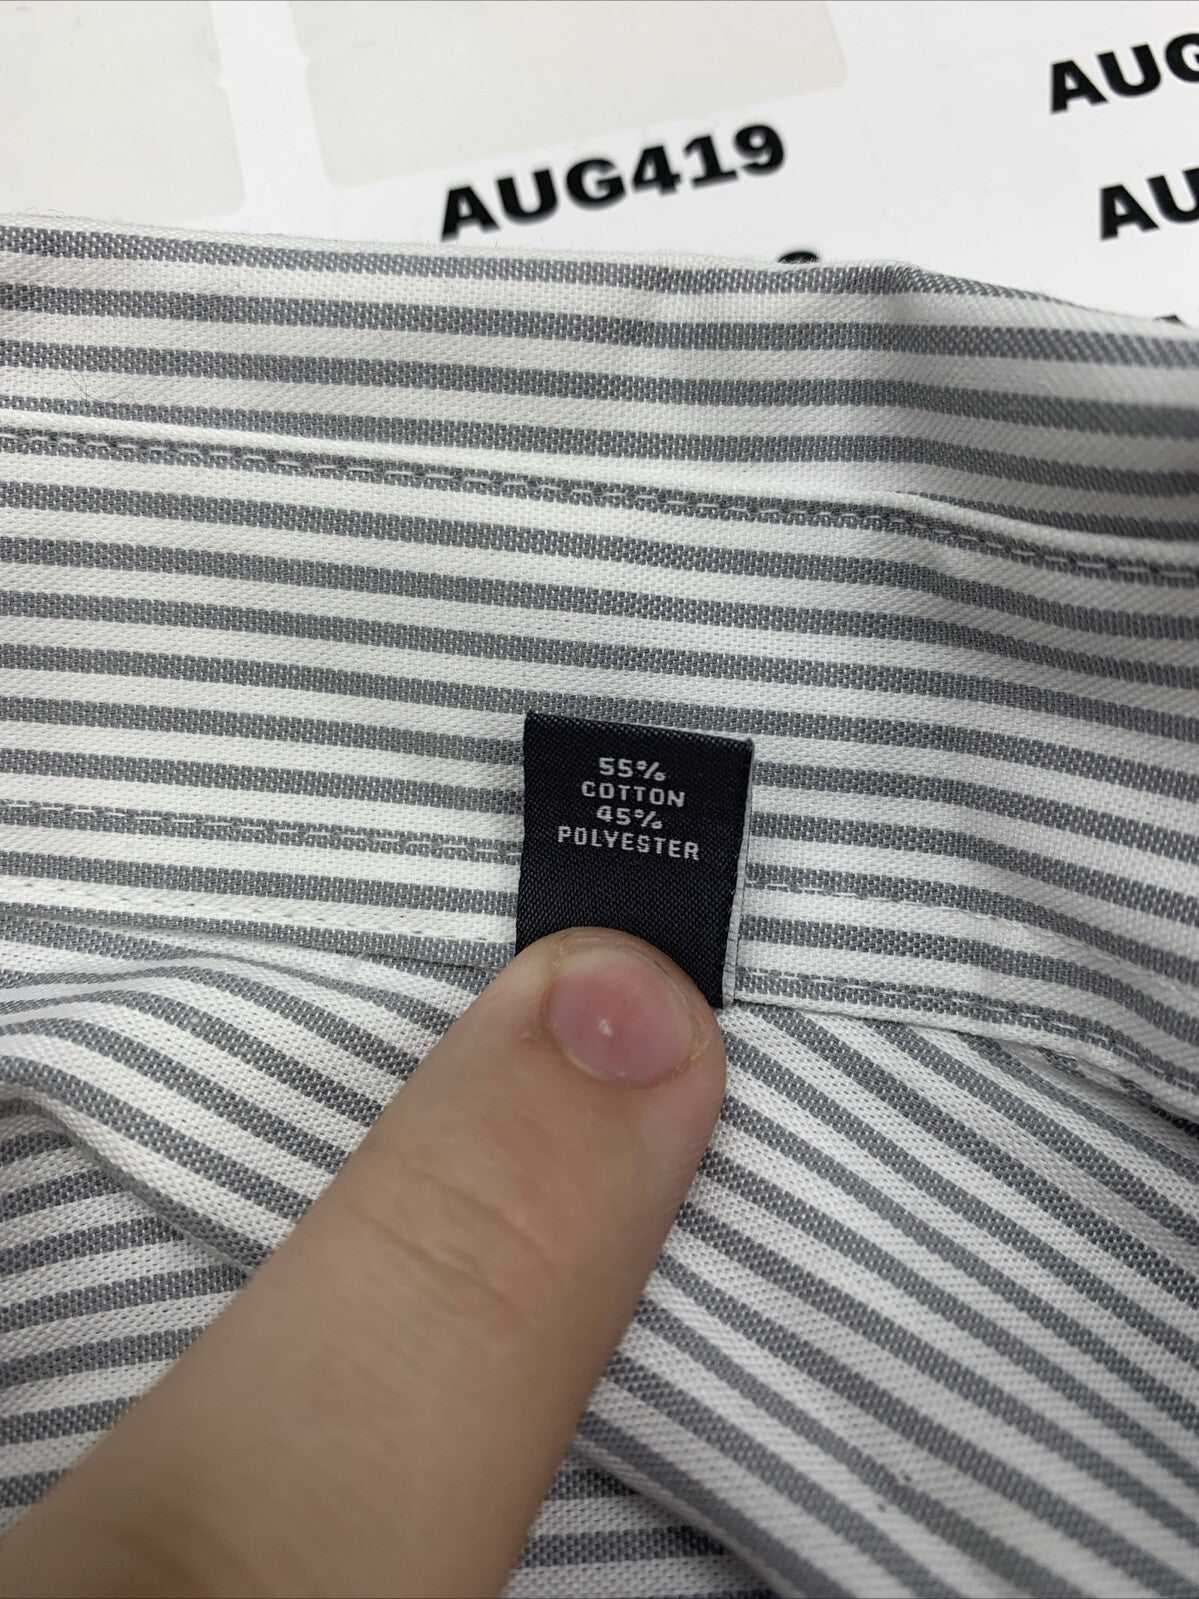 AUG
AUG419
AU
55%
COTTON
45%
POLYESTER